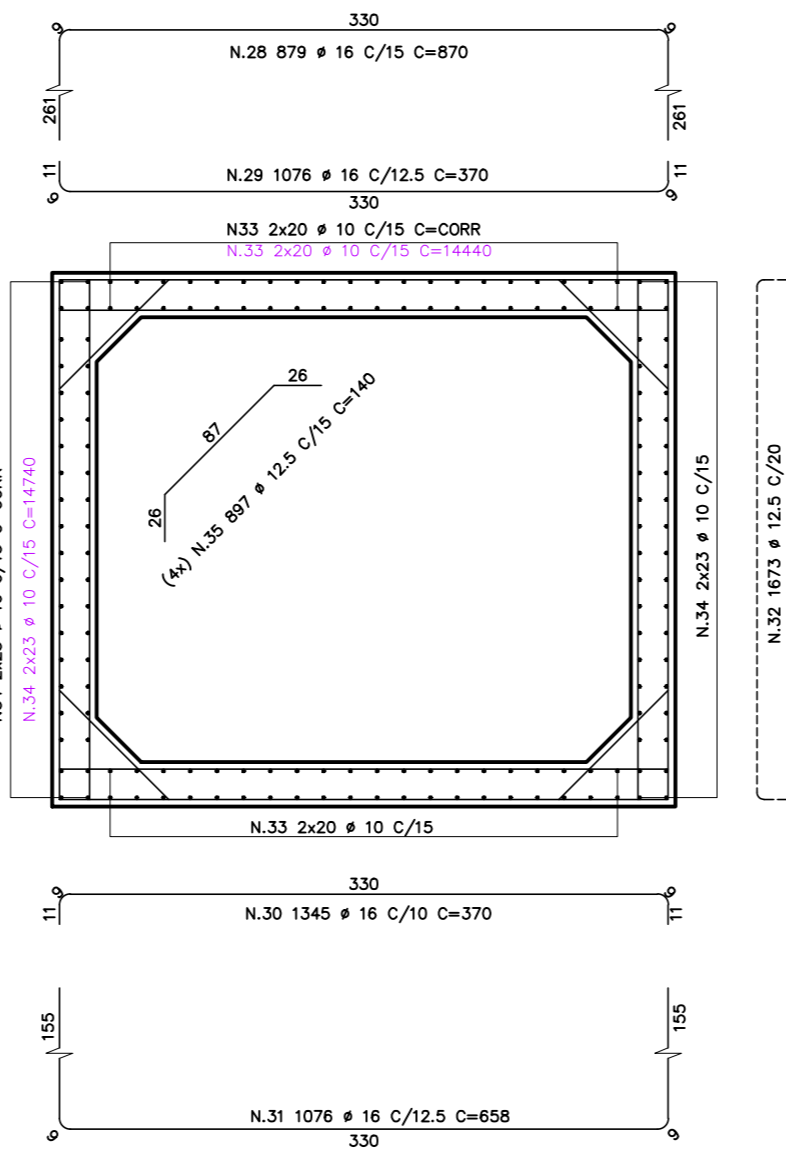 330
9 9
N.28 879 ø 16 C/15 C=870
261 261
11 11
N.29 1076 ø 16 C/12.5 C=370
9 9
330
N33 2x20 ø 10 C/15 C=CORR
N.33 2x20 ø 10 C/15 C=14440
26
87
26
(4x) N.35 897 ø 12.5 C/15 C=140
N.34 2x23 ø 10 C/15 C=14740
N.34 2x23 ø 10 C/15
N.32 1673 ø 12.5 C/20
N.33 2x20 ø 10 C/15
330
9 9
11 11
N.30 1345 ø 16 C/10 C=370
155 155
N.31 1076 ø 16 C/12.5 C=658
9 9
330